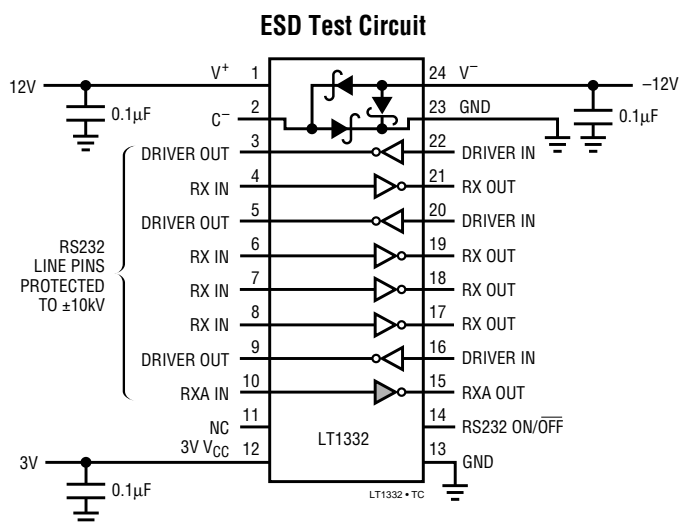 ESD Test Circuit
12V
0.1µF
V+ 1
24 V–
–12V
0.1µF
C– 2
23 GND
DRIVER OUT 3
22 DRIVER IN
RX IN 4
21 RX OUT
DRIVER OUT 5
20 DRIVER IN
RX IN 6
19 RX OUT
RX IN 7
18 RX OUT
RX IN 8
17 RX OUT
DRIVER OUT 9
16 DRIVER IN
RXA IN 10
15 RXA OUT
NC 11
14 RS232 ON/OFF
3V VCC 12
13 GND
RS232
LINE PINS
PROTECTED
TO ±10kV
3V
0.1µF
LT1332
LT1332 • TC